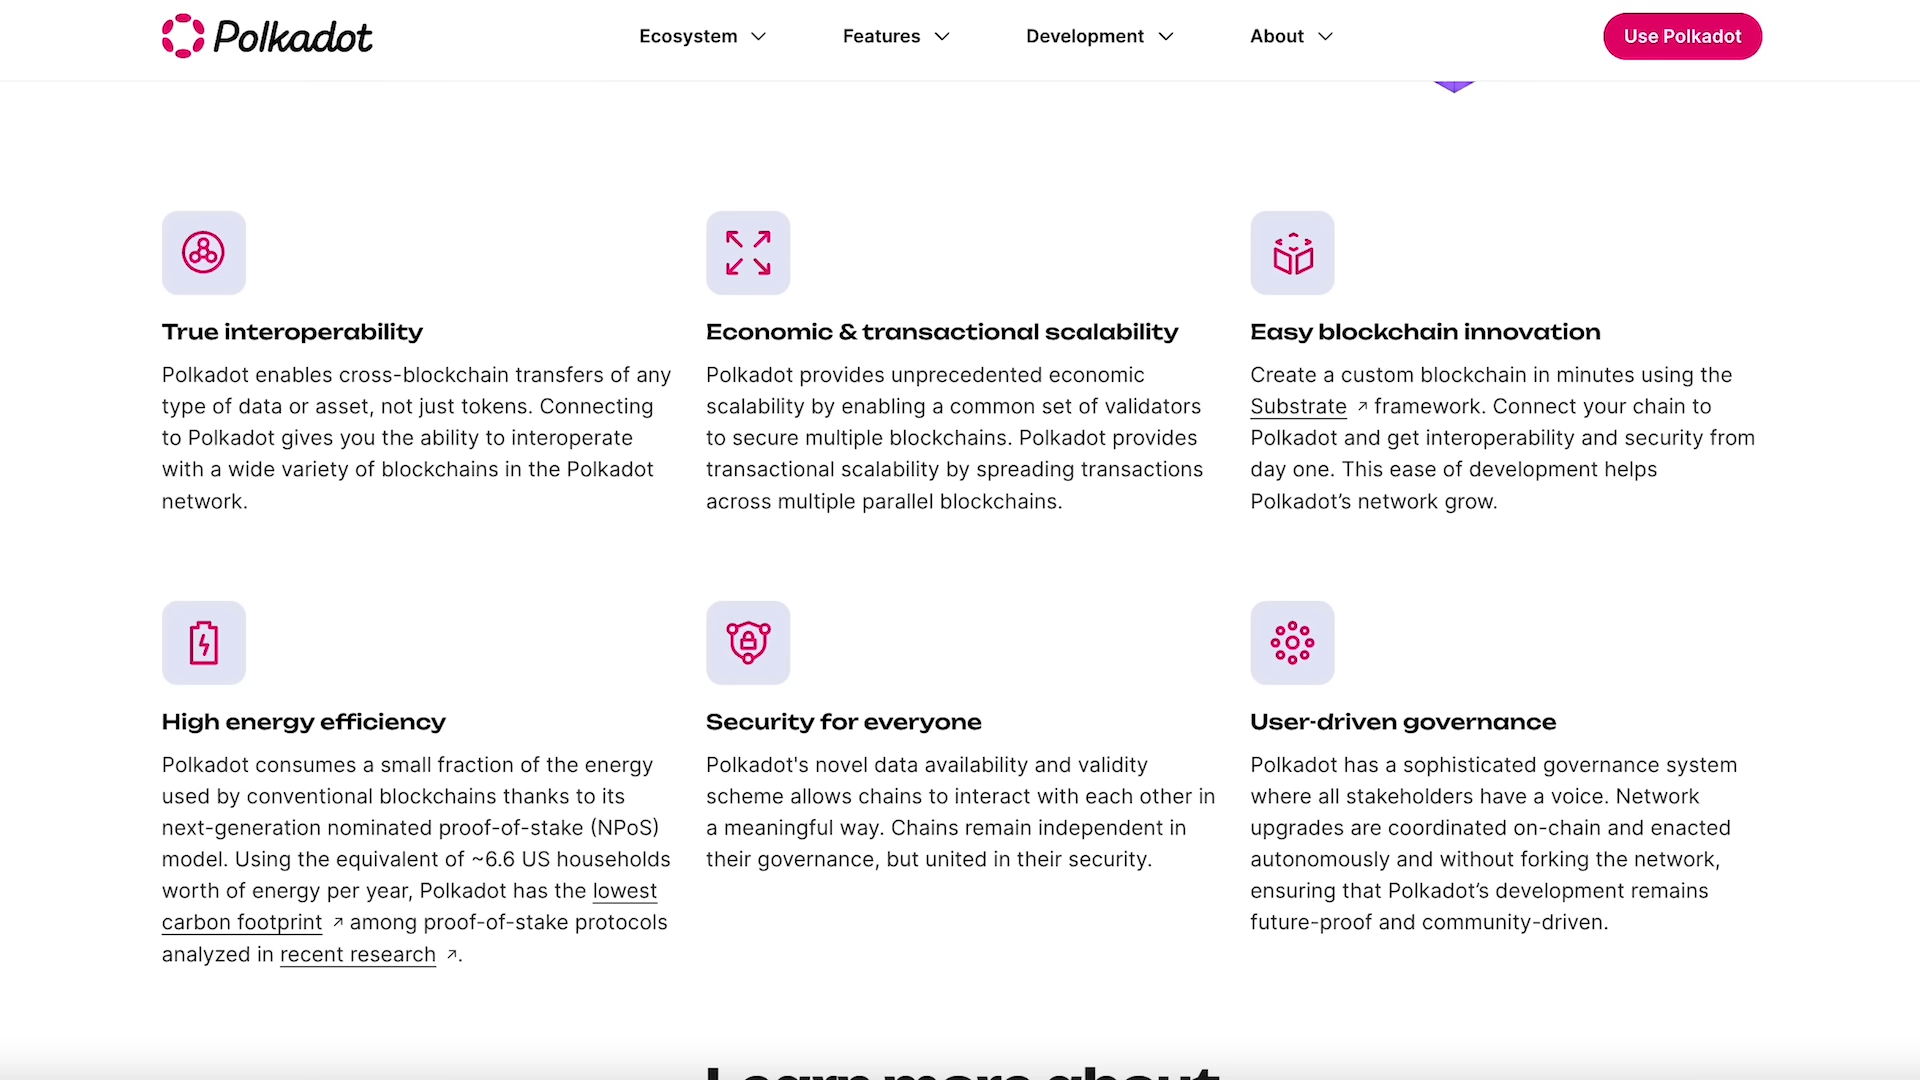 Polkadot
Ecosystem
Features
Development
About
Use Polkadot
True interoperability
Polkadot enables cross-blockchain transfers of any
type of data or asset, not just tokens. Connecting
to Polkadot gives you the ability to interoperate
with a wide variety of blockchains in the Polkadot
network.
Economic & transactional scalability
Polkadot provides unprecedented economic
scalability by enabling a common set of validators
to secure multiple blockchains. Polkadot provides
transactional scalability by spreading transactions
across multiple parallel blockchains.
Easy blockchain innovation
Create a custom blockchain in minutes using the
Substrate ↗ framework. Connect your chain to
Polkadot and get interoperability and security from
day one. This ease of development helps
Polkadot’s network grow.
High energy efficiency
Polkadot consumes a small fraction of the energy
used by conventional blockchains thanks to its
next-generation nominated proof-of-stake (NPoS)
model. Using the equivalent of ~6.6 US households
worth of energy per year, Polkadot has the lowest
carbon footprint ↗ among proof-of-stake protocols
analyzed in recent research ↗.
Security for everyone
Polkadot's novel data availability and validity
scheme allows chains to interact with each other in
a meaningful way. Chains remain independent in
their governance, but united in their security.
User-driven governance
Polkadot has a sophisticated governance system
where all stakeholders have a voice. Network
upgrades are coordinated on-chain and enacted
autonomously and without forking the network,
ensuring that Polkadot’s development remains
future-proof and community-driven.
Learn more about